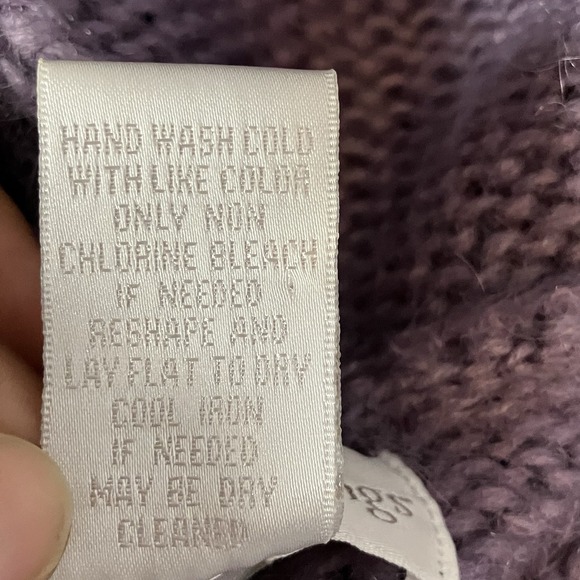 HAND WASH COLD
WITH LIKE COLOR
ONLY NON
CHLORINE BLEACH
IF NEEDED
RESHAPE AND
LAY FLAT TO DRY
COOL IRON
IF NEEDED
MAY BE DRY
CLEANED